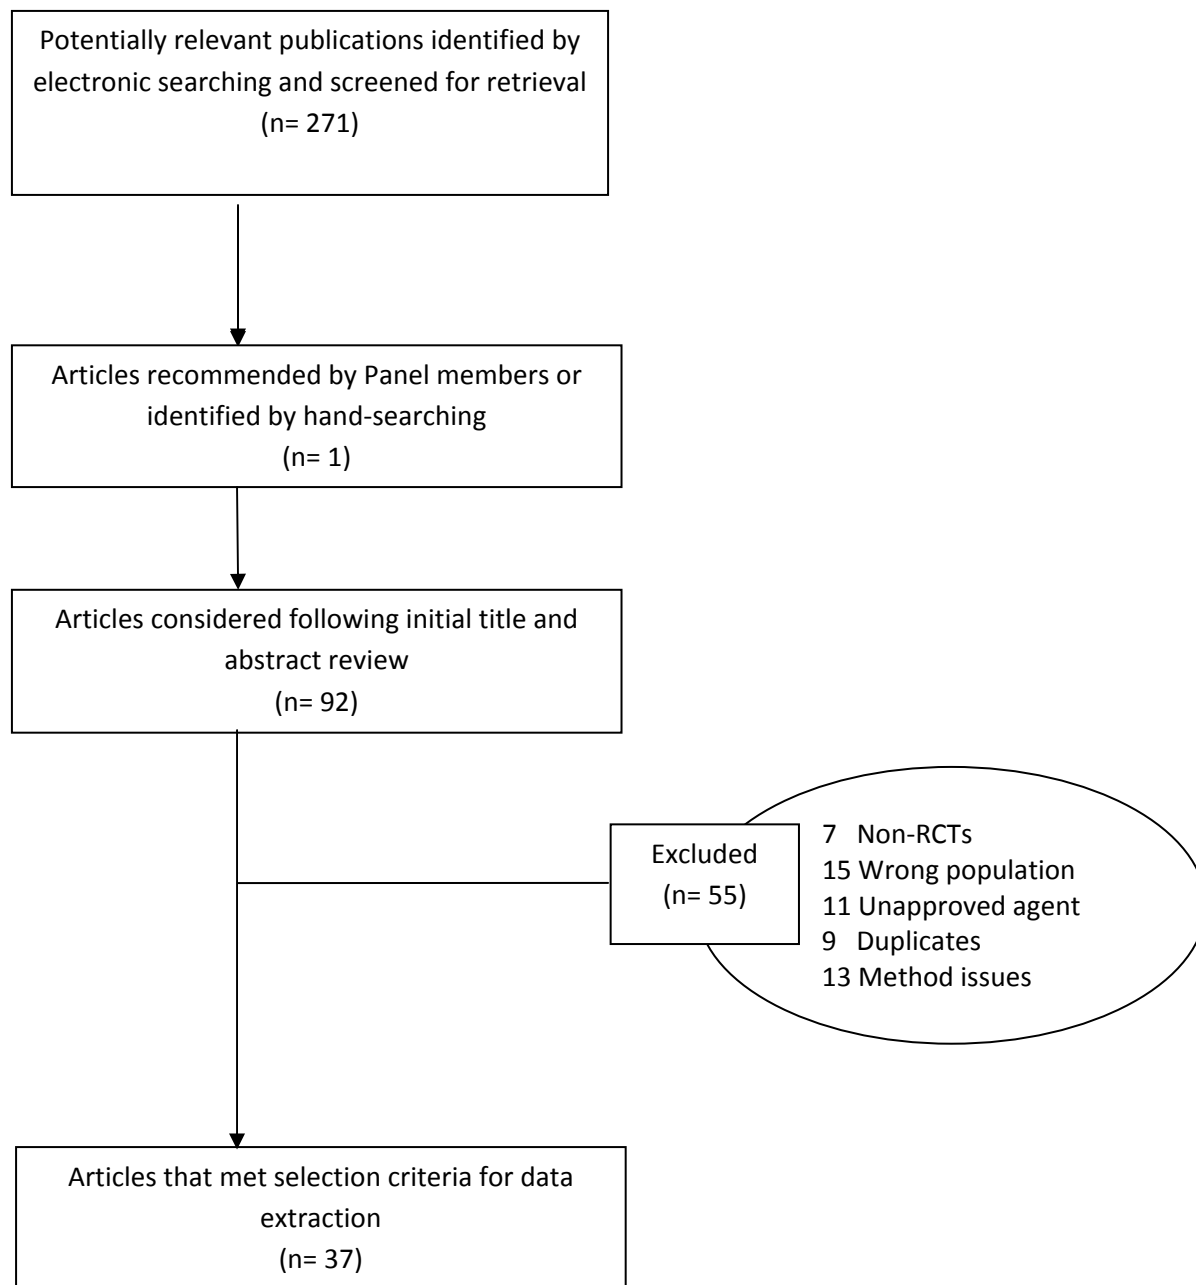 Potentially relevant publications identified by
electronic searching and screened for retrieval
(n= 271)
Articles recommended by Panel members or
identified by hand-searching
(n= 1)
Articles considered following initial title and
abstract review
(n= 92)
Excluded
(n= 55)
7 Non-RCTs
15 Wrong population
11 Unapproved agent
9 Duplicates
13 Method issues
Articles that met selection criteria for data
extraction
(n= 37)